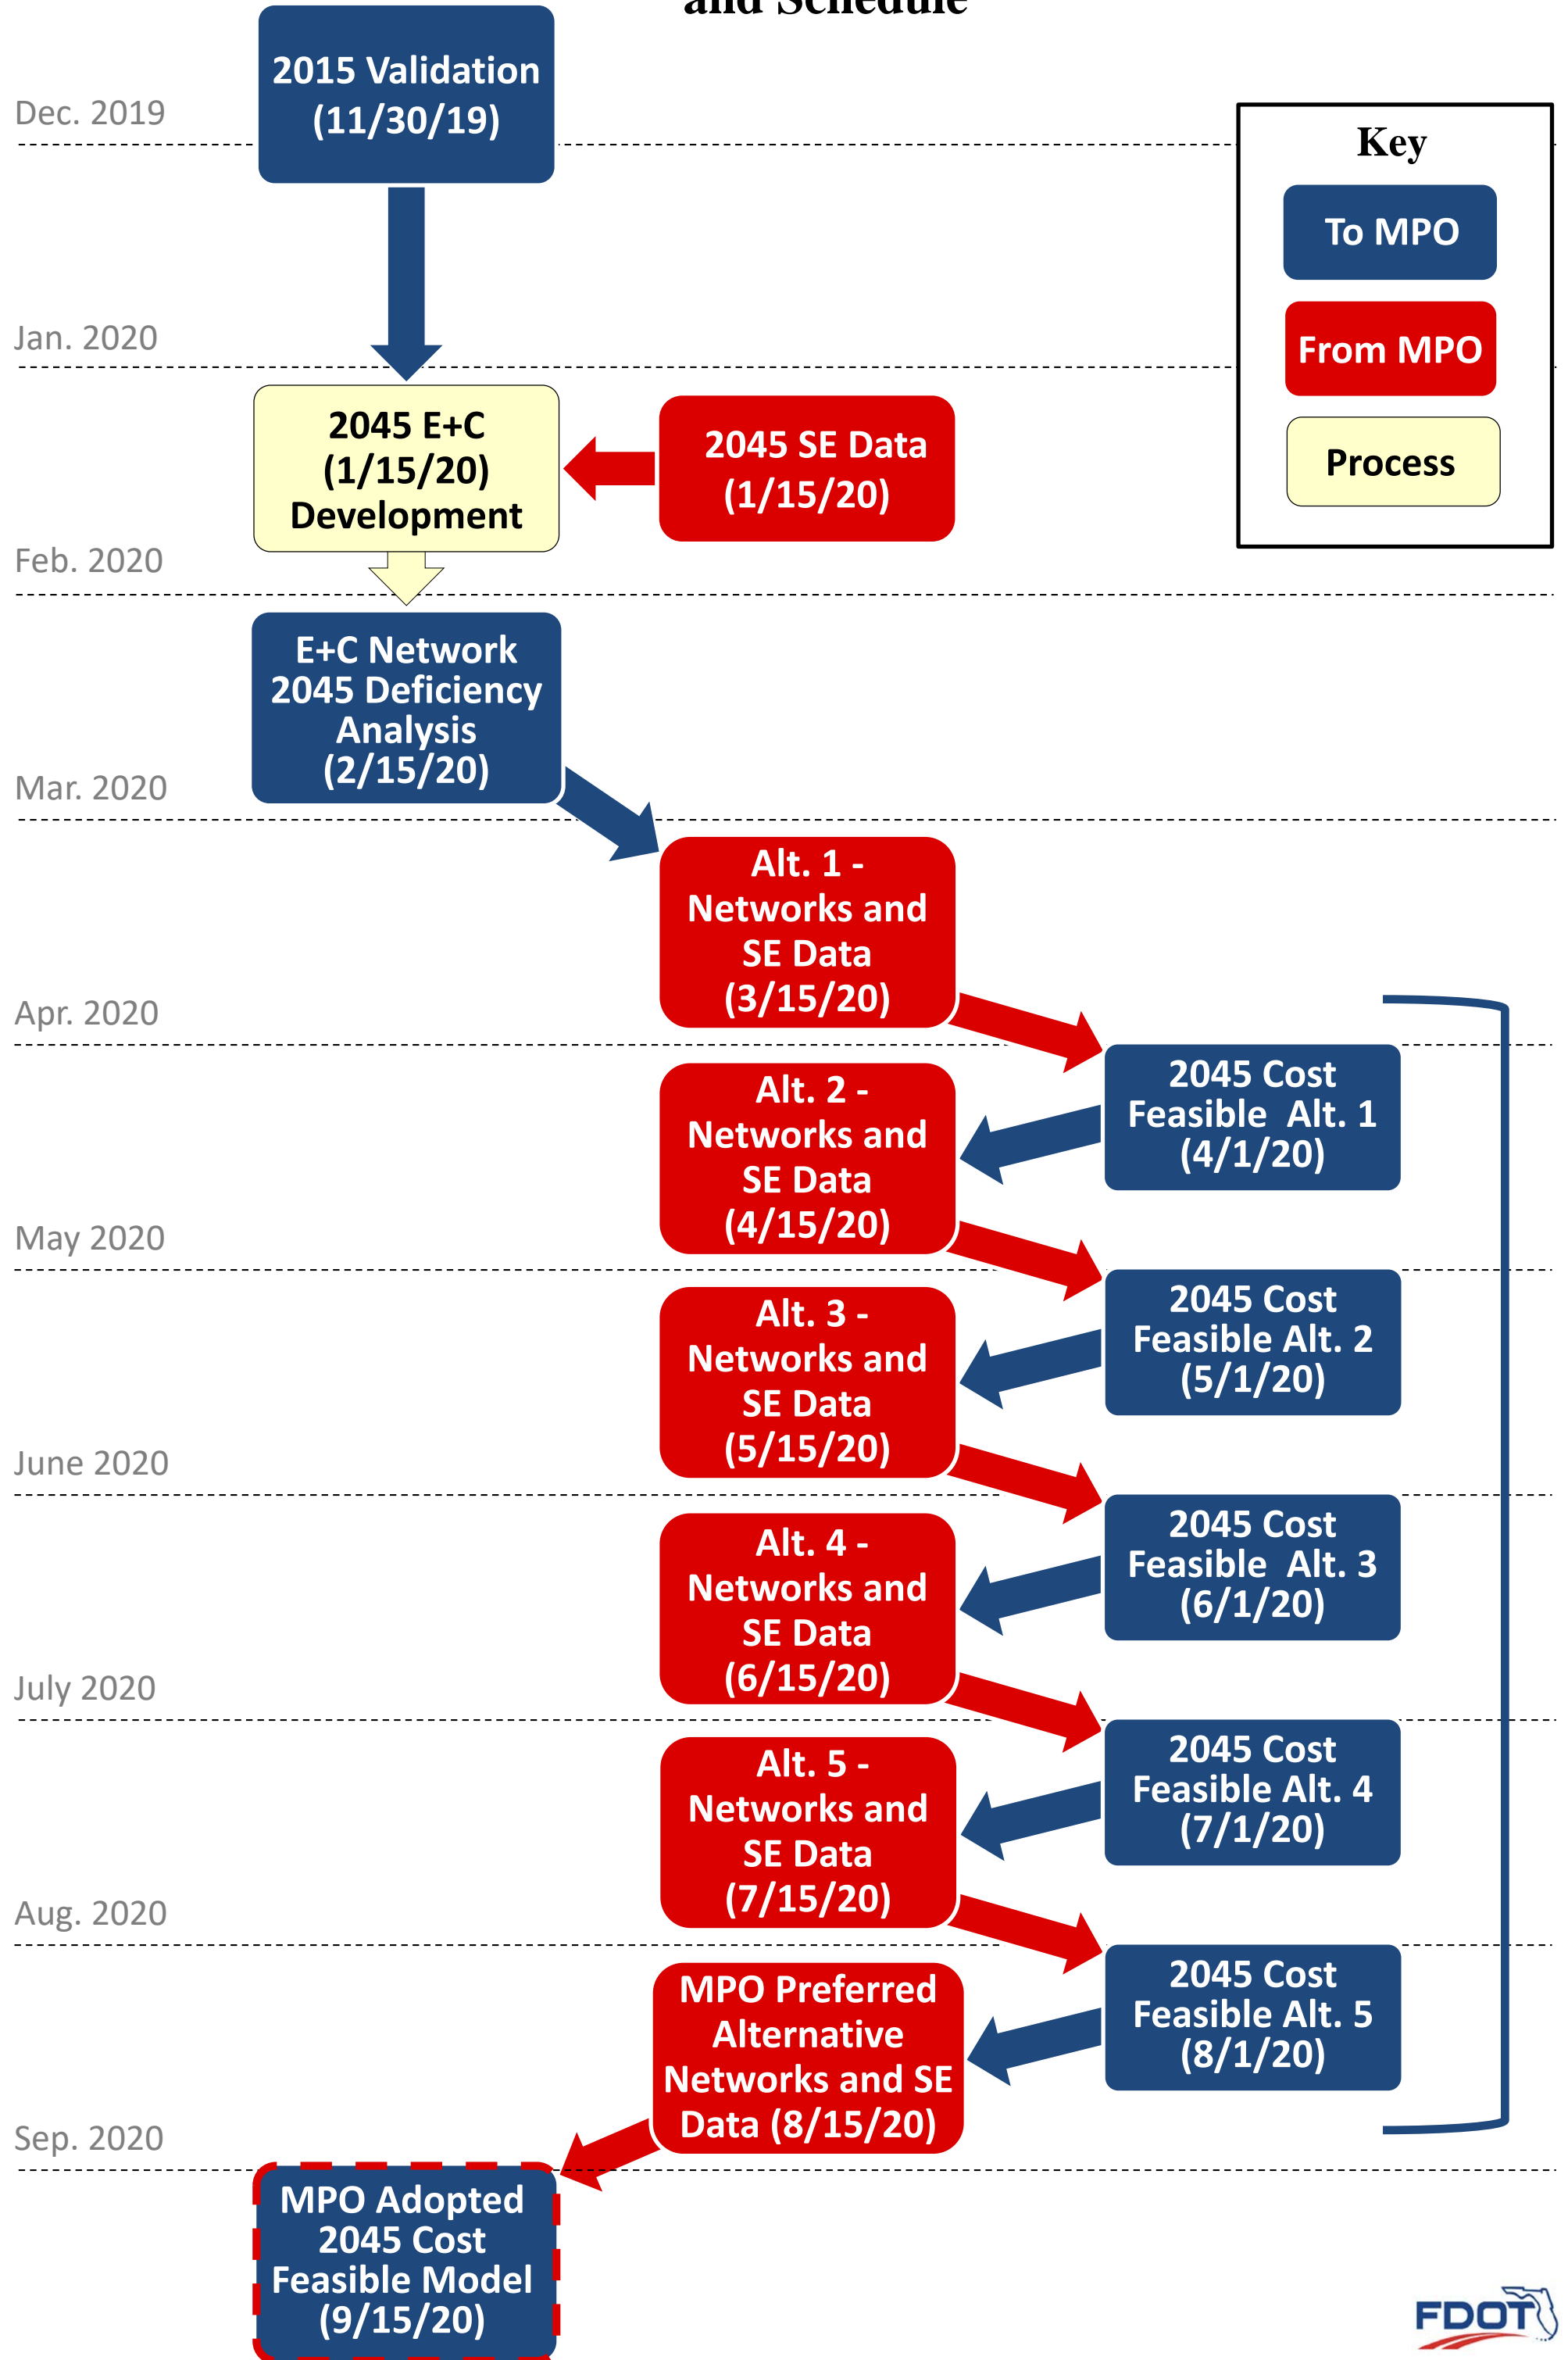 and Schedule
2015 Validation
(11/30/19)
Dec. 2019
Key
To MPO
From MPO
Process
Jan. 2020
2045 E+C
(1/15/20)
Development
2045 SE Data
(1/15/20)
Feb. 2020
E+C Network
2045 Deficiency
Analysis
(2/15/20)
Mar. 2020
Alt. 1 -
Networks and
SE Data
(3/15/20)
Apr. 2020
2045 Cost
Feasible Alt. 1
(4/1/20)
Alt. 2 -
Networks and
SE Data
(4/15/20)
May 2020
2045 Cost
Feasible Alt. 2
(5/1/20)
Alt. 3 -
Networks and
SE Data
(5/15/20)
June 2020
2045 Cost
Feasible Alt. 3
(6/1/20)
Alt. 4 -
Networks and
SE Data
(6/15/20)
July 2020
2045 Cost
Feasible Alt. 4
(7/1/20)
Alt. 5 -
Networks and
SE Data
(7/15/20)
Aug. 2020
2045 Cost
Feasible Alt. 5
(8/1/20)
MPO Preferred
Alternative
Networks and SE
Data (8/15/20)
Sep. 2020
MPO Adopted
2045 Cost
Feasible Model
(9/15/20)
FDOT